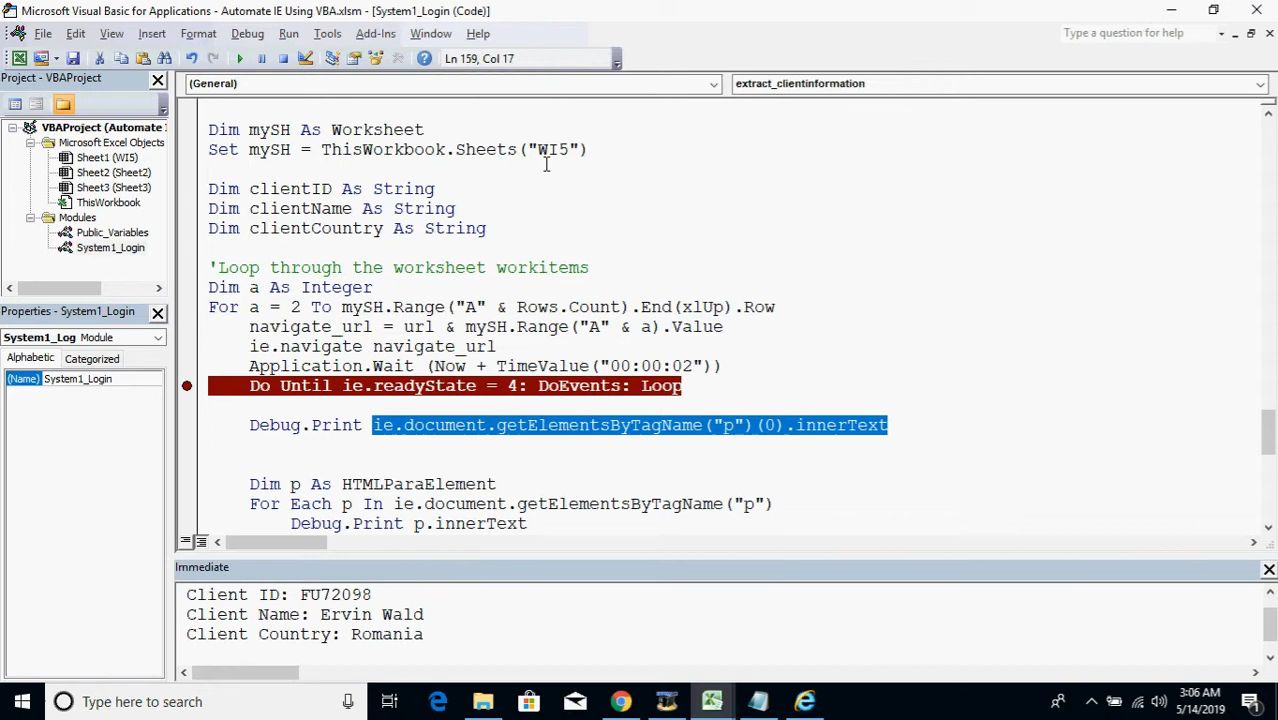 Microsoft Visual Basic for Applications - Automate IE Using VBA.xlsm - [System1_Login (Code)]
File Edit View Insert Format Debug Run Tools Add-Ins Window Help
Type a question for help
Ln 159, Col 17
Project - VBAProject
(General)
extract_clientinformation
VBAProject (Automate
Microsoft Excel Objects
Sheet1 (WI5)
Sheet2 (Sheet2)
Sheet3 (Sheet3)
ThisWorkbook
Modules
Public_Variables
System1_Login
Properties - System1_Login
System1_Log Module
Alphabetic Categorized
(Name) System1_Login
Dim mySH As Worksheet
Set mySH = ThisWorkbook.Sheets("WI5")
Dim clientID As String
Dim clientName As String
Dim clientCountry As String
'Loop through the worksheet workitems
Dim a As Integer
For a = 2 To mySH.Range("A" & Rows.Count).End(xlUp).Row
navigate_url = url & mySH.Range("A" & a).Value
ie.navigate navigate_url
Application.Wait (Now + TimeValue("00:00:02"))
Do Until ie.readyState = 4: DoEvents: Loop
Debug.Print ie.document.getElementsByTagName("p")(0).innerText
Dim p As HTMLParaElement
For Each p In ie.document.getElementsByTagName("p")
Debug.Print p.innerText
Immediate
Client ID: FU72098
Client Name: Ervin Wald
Client Country: Romania
Type here to search
3:06 AM
5/14/2019